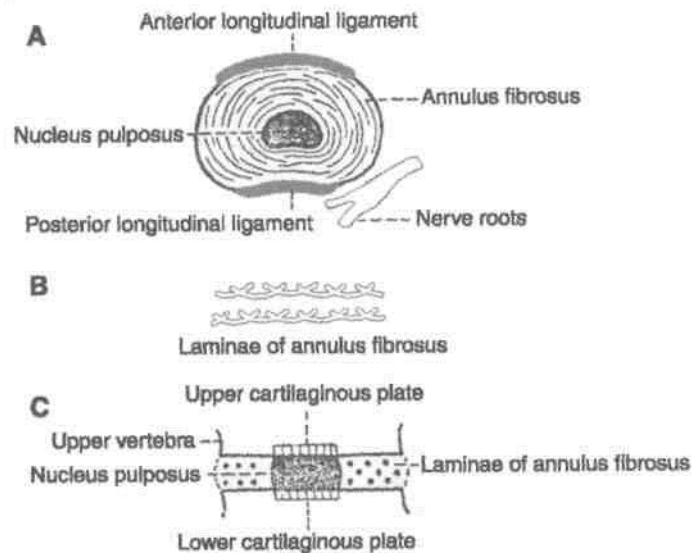 A
Anterior longitudinal ligament
Annulus fibrosus
Nucleus pulposus
Posterior longitudinal ligament
Nerve roots
B
Laminae of annulus fibrosus
C
Upper cartilaginous plate
Upper vertebra
Nucleus pulposus
Laminae of annulus fibrosus
Lower cartilaginous plate